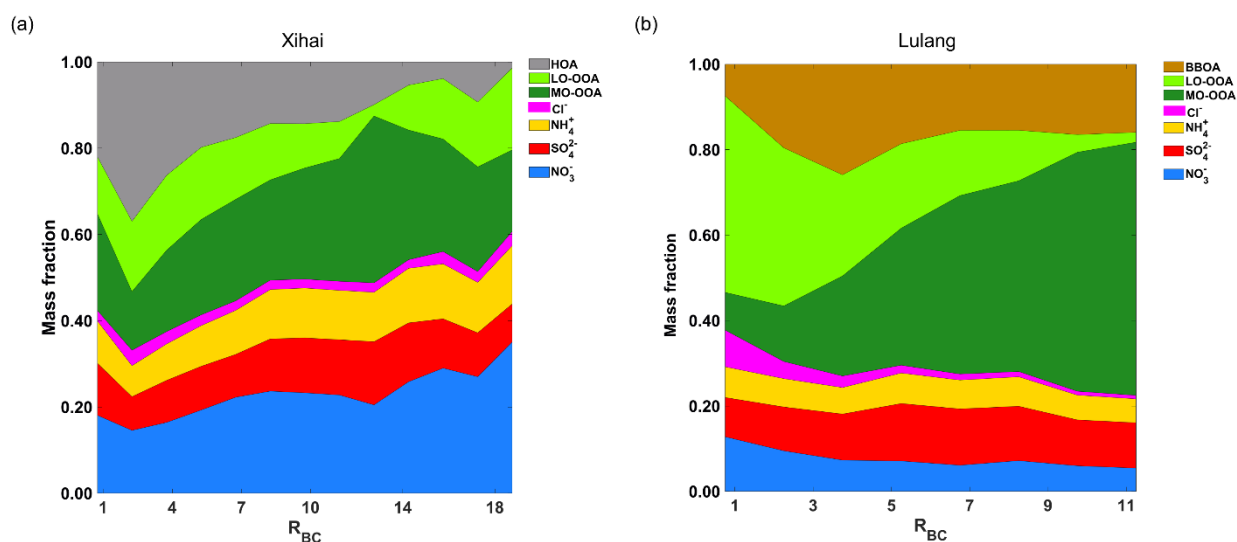 (a)
Xihai
Mass fraction
1.00
0.80
0.60
0.40
0.20
0.00
1 4 7 10 14 18
R_BC
HOA
LO-OOA
MO-OOA
Cl⁻
NH₄⁺
SO₄²⁻
NO₃⁻
(b)
Lulang
Mass fraction
1.00
0.80
0.60
0.40
0.20
0.00
1 3 5 7 9 11
R_BC
BBOA
LO-OOA
MO-OOA
Cl⁻
NH₄⁺
SO₄²⁻
NO₃⁻